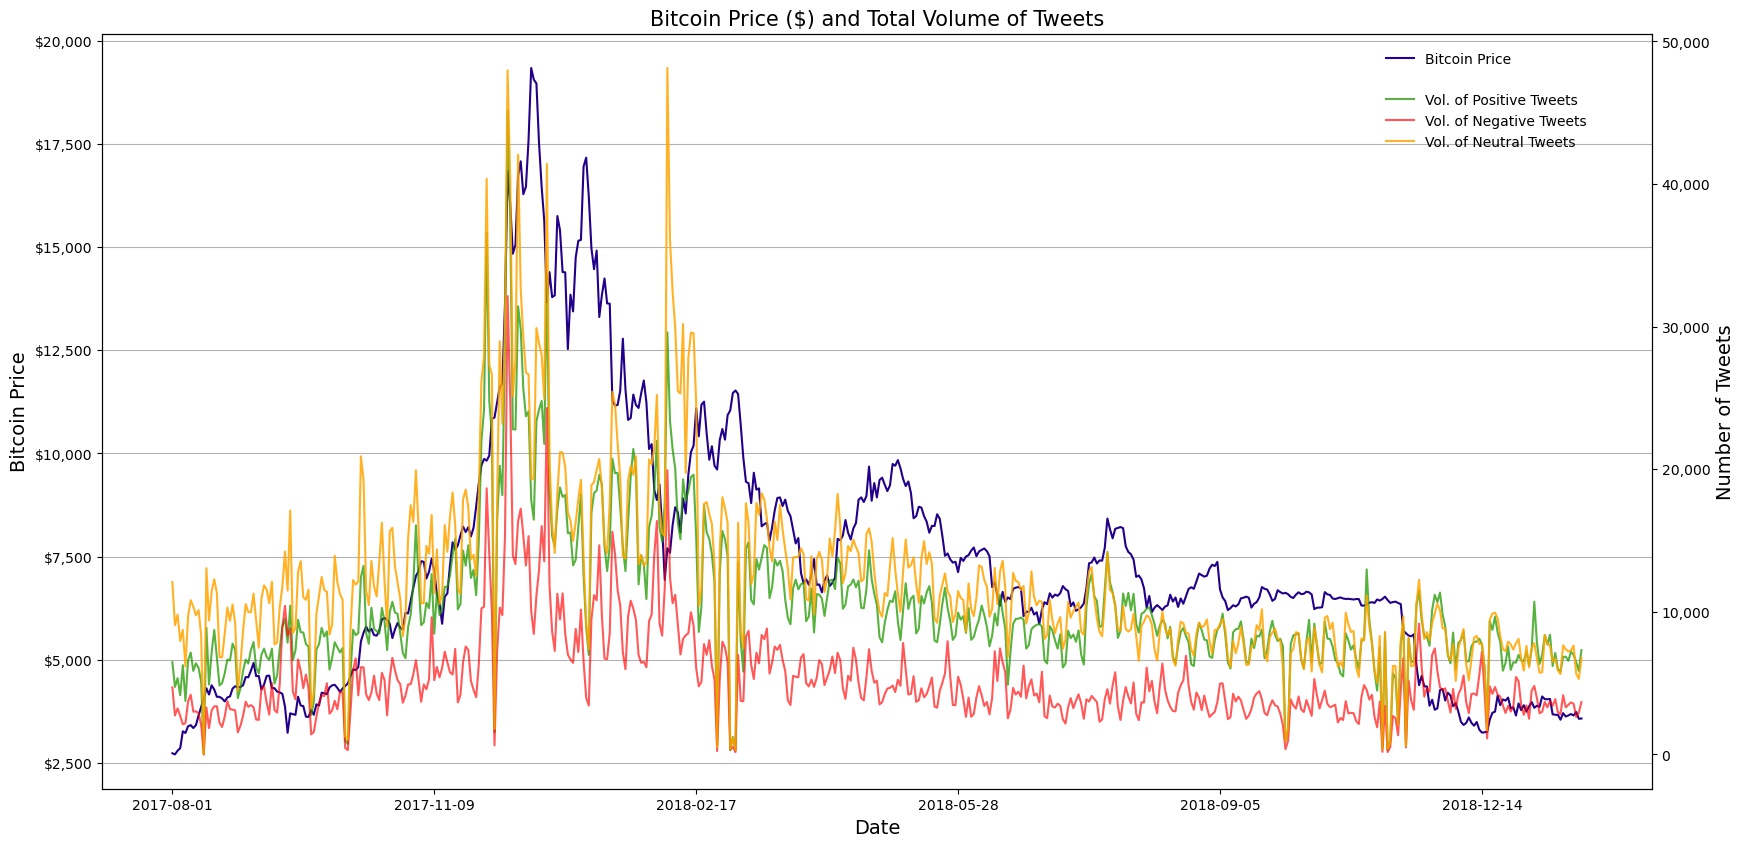 Bitcoin Price ($) and Total Volume of Tweets
Bitcoin Price
Vol. of Positive Tweets
Vol. of Negative Tweets
Vol. of Neutral Tweets
$20,000
$17,500
$15,000
$12,500
$10,000
$7,500
$5,000
$2,500
Bitcoin Price
50,000
40,000
30,000
20,000
10,000
0
Number of Tweets
2017-08-01
2017-11-09
2018-02-17
2018-05-28
2018-09-05
2018-12-14
Date